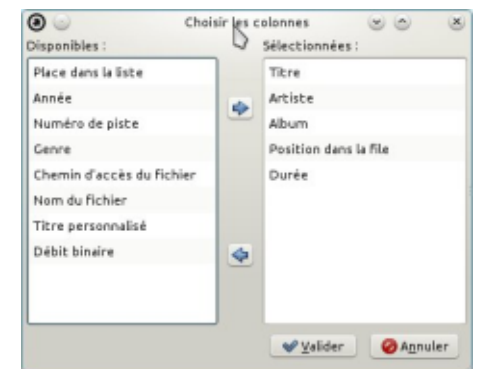 Choisir les colonnes
Disponibles :
Place dans la liste
Année
Numéro de piste
Genre
Chemin d'accès du fichier
Nom du fichier
Titre personnalisé
Débit binaire
Sélectionnées :
Titre
Artiste
Album
Position dans la file
Durée
Valider
Annuler